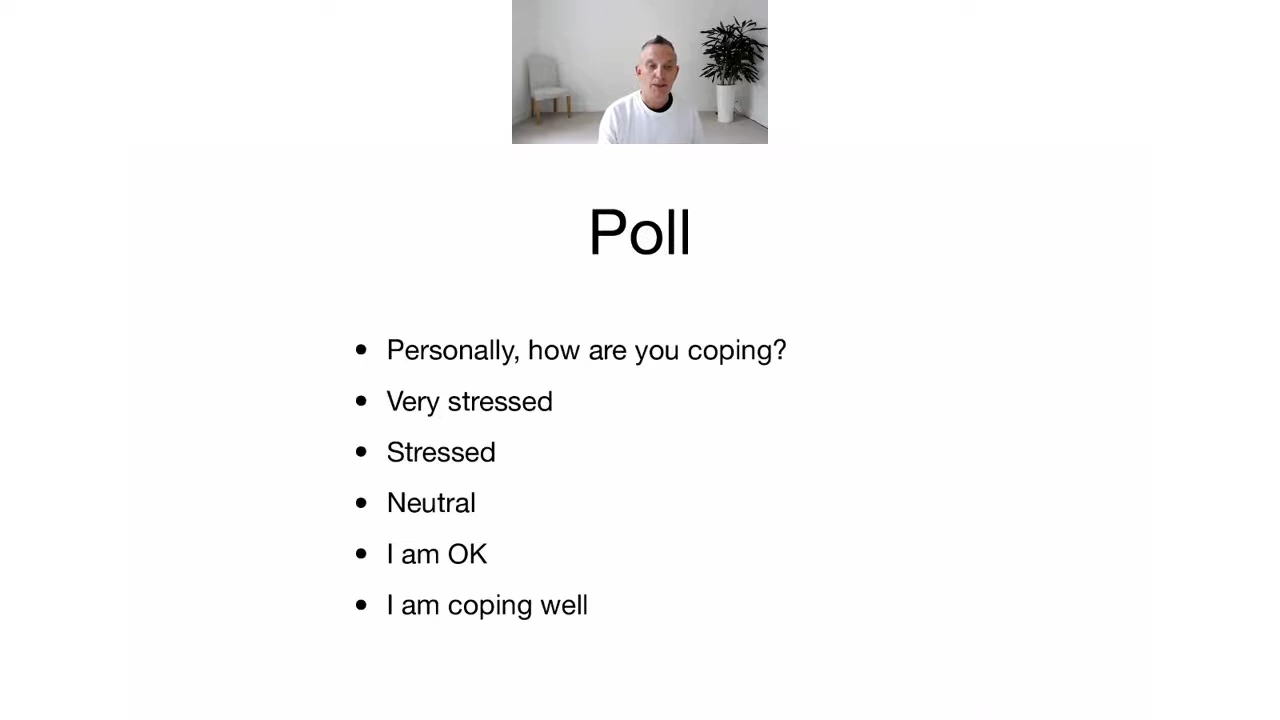 Poll
• Personally, how are you coping?
• Very stressed
• Stressed
• Neutral
• I am OK
• I am coping well